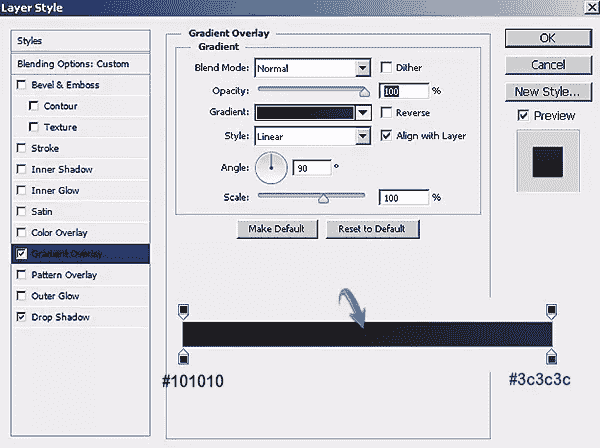 Layer Style
Styles
Blending Options: Custom
Bevel & Emboss
Contour
Texture
Stroke
Inner Shadow
Inner Glow
Satin
Color Overlay
Gradient Overlay
Pattern Overlay
Outer Glow
Drop Shadow
Gradient Overlay
Gradient
Blend Mode: Normal Dither
Opacity: 100 %
Gradient: Reverse
Style: Linear Align with Layer
Angle: 90 °
Scale: 100 %
Make Default Reset to Default
#101010 #3c3c3c
OK
Cancel
New Style...
Preview